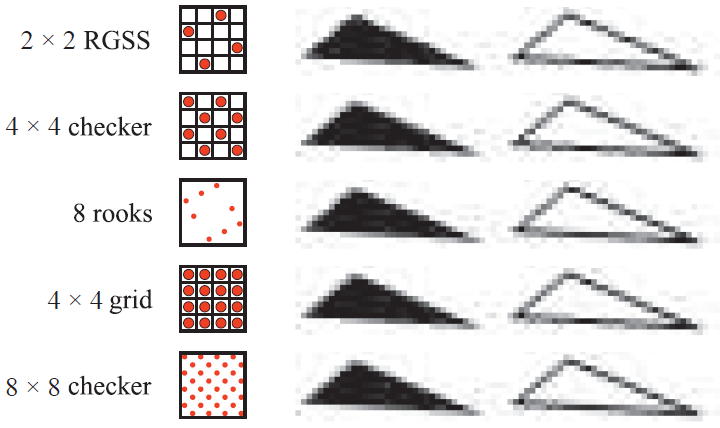 2 × 2 RGSS
4 × 4 checker
8 rooks
4 × 4 grid
8 × 8 checker